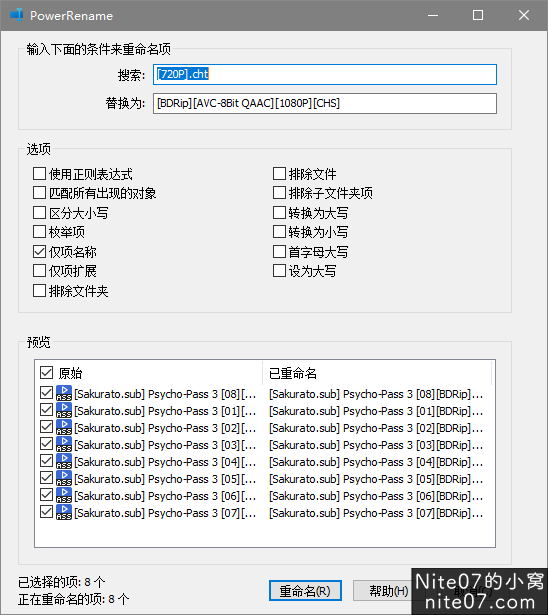 PowerRename
输入下面的条件来重命名项
搜索: [720P].cht
替换为: [BDRip][AVC-8Bit QAAC][1080P][CHS]
选项
使用正则表达式 排除文件
匹配所有出现的对象 排除子文件夹项
区分大小写 转换为大写
枚举项 转换为小写
仅项名称 首字母大写
仅项扩展 设为大写
排除文件夹
预览
原始 已重命名
[Sakurato.sub] Psycho-Pass 3 [08][... [Sakurato.sub] Psycho-Pass 3 [08][BDRip]...
[Sakurato.sub] Psycho-Pass 3 [01][... [Sakurato.sub] Psycho-Pass 3 [01][BDRip]...
[Sakurato.sub] Psycho-Pass 3 [02][... [Sakurato.sub] Psycho-Pass 3 [02][BDRip]...
[Sakurato.sub] Psycho-Pass 3 [03][... [Sakurato.sub] Psycho-Pass 3 [03][BDRip]...
[Sakurato.sub] Psycho-Pass 3 [04][... [Sakurato.sub] Psycho-Pass 3 [04][BDRip]...
[Sakurato.sub] Psycho-Pass 3 [05][... [Sakurato.sub] Psycho-Pass 3 [05][BDRip]...
[Sakurato.sub] Psycho-Pass 3 [06][... [Sakurato.sub] Psycho-Pass 3 [06][BDRip]...
[Sakurato.sub] Psycho-Pass 3 [07][... [Sakurato.sub] Psycho-Pass 3 [07][BDRip]...
已选择的项: 8 个
正在重命名的项: 8 个
重命名(R) 帮助(H)
Nite07的小窝
nite07.com